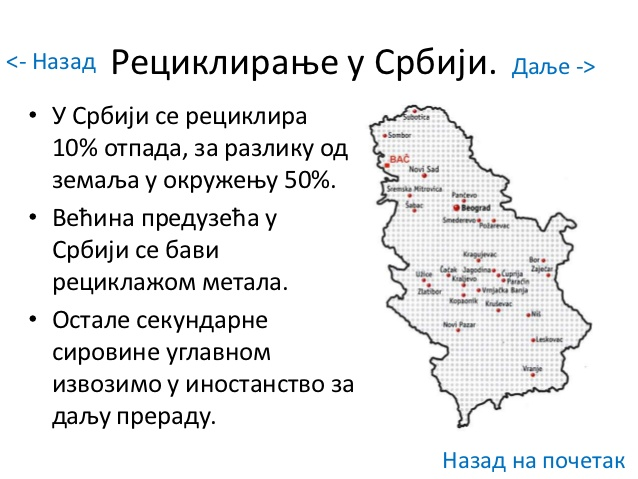 <- Назад
Рециклирање у Србији.
Даље ->
• У Србији се рециклира
10% отпада, за разлику од
земаља у окружењу 50%.
• Већина предузећа у
Србији се бави
рециклажом метала.
• Остале секундарне
сировине углавном
извозимо у иностанство за
даљу прераду.
Subotica
Sombor
BAČ
Novi Sad
Sremska Mitrovica
Pančevo
Šabac
Beograd
Smederevo
Požarevac
Kragujevac
Bor
Užice
Čačak
Jagodina
Ćuprija
Zaječar
Kraljevo
Paraćin
Zlatibor
Vrnjačka Banja
Kopaonik
Kruševac
Niš
Novi Pazar
Leskovac
Vranje
Назад на почетак